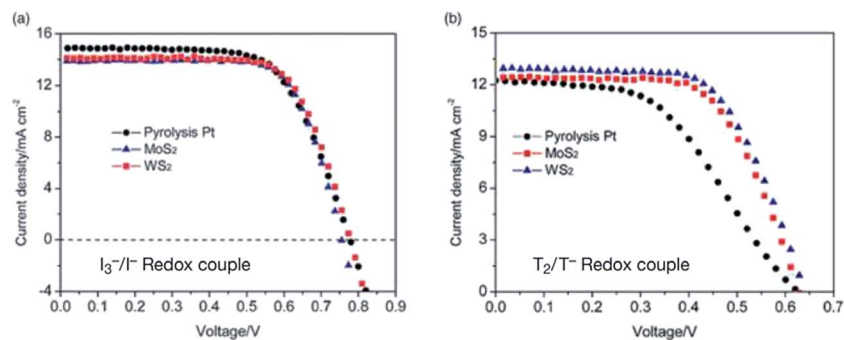 (a)
16
12
8
4
0
-4
Current density/mA cm⁻²
Pyrolysis Pt
MoS₂
WS₂
I₃⁻/I⁻ Redox couple
0.0 0.1 0.2 0.3 0.4 0.5 0.6 0.7 0.8 0.9
Voltage/V
(b)
15
12
9
6
3
0
Current density/mA cm⁻²
Pyrolysis Pt
MoS₂
WS₂
T₂/T⁻ Redox couple
0.0 0.1 0.2 0.3 0.4 0.5 0.6 0.7
Voltage/V